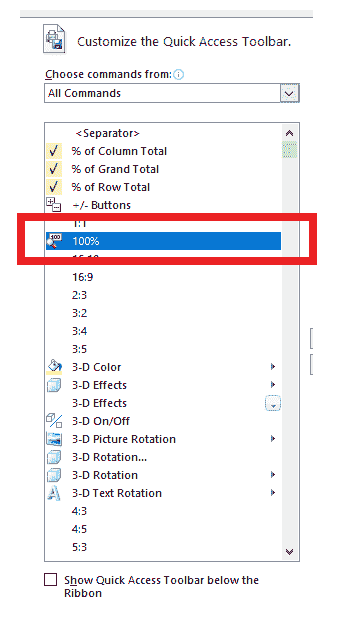 Customize the Quick Access Toolbar.
Choose commands from:
All Commands
<Separator>
% of Column Total
% of Grand Total
% of Row Total
+/- Buttons
1:1
100%
16:10
16:9
2:3
3:2
3:4
3:5
3-D Color
3-D Effects
3-D Effects
3-D On/Off
3-D Picture Rotation
3-D Rotation...
3-D Rotation
3-D Text Rotation
4:3
4:5
5:3
Show Quick Access Toolbar below the
Ribbon